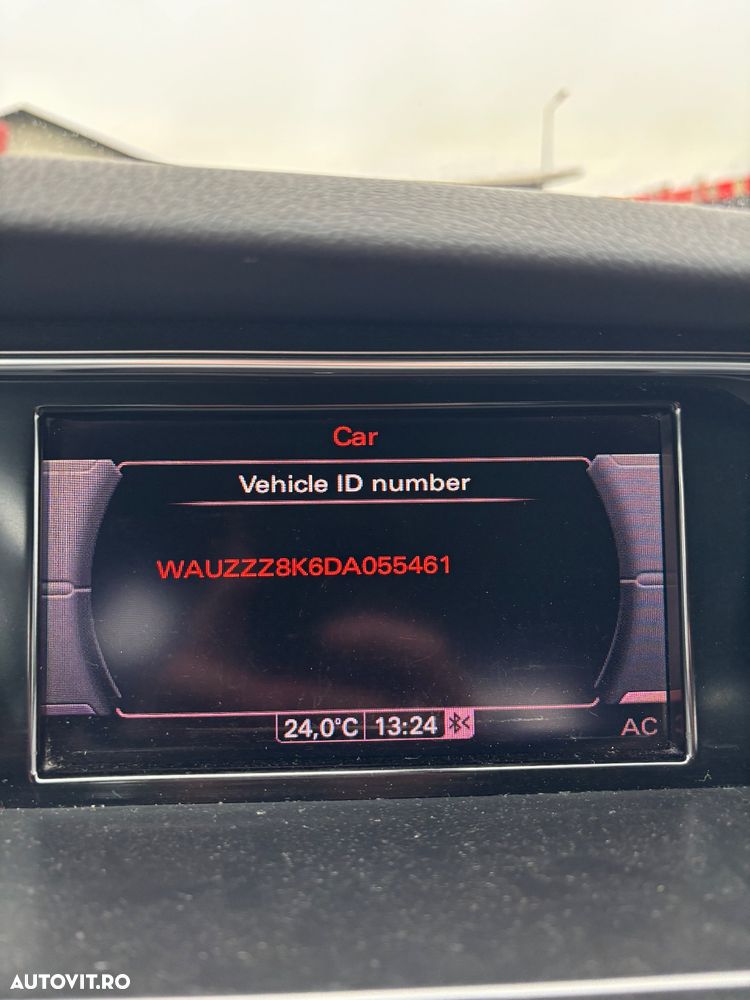 Car
Vehicle ID number
WAUZZZ8K6DA055461
24,0°C 13:24
AC
AUTOVIT.RO